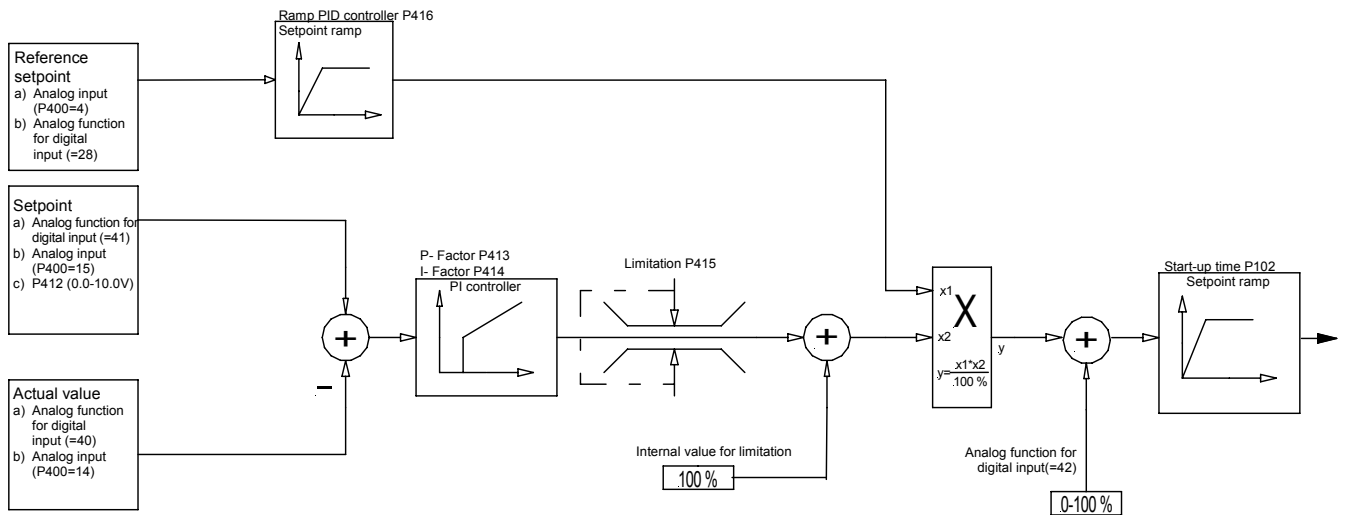 Ramp PID controller P416
Setpoint ramp
Reference
setpoint
a) Analog input
(P400=4)
b) Analog function
for digital
input (=28)
Setpoint
a) Analog function for
digital input (=41)
b) Analog input
(P400=15)
c) P412 (0.0-10.0V)
Actual value
a) Analog function
for digital
input (=40)
b) Analog input
(P400=14)
+
−
P- Factor P413
I- Factor P414
PI controller
Limitation P415
+
Internal value for limitation
100 %
x1
X
x2
y= x1*x2
100 %
y
+
Analog function for
digital input(=42)
0-100 %
Start-up time P102
Setpoint ramp